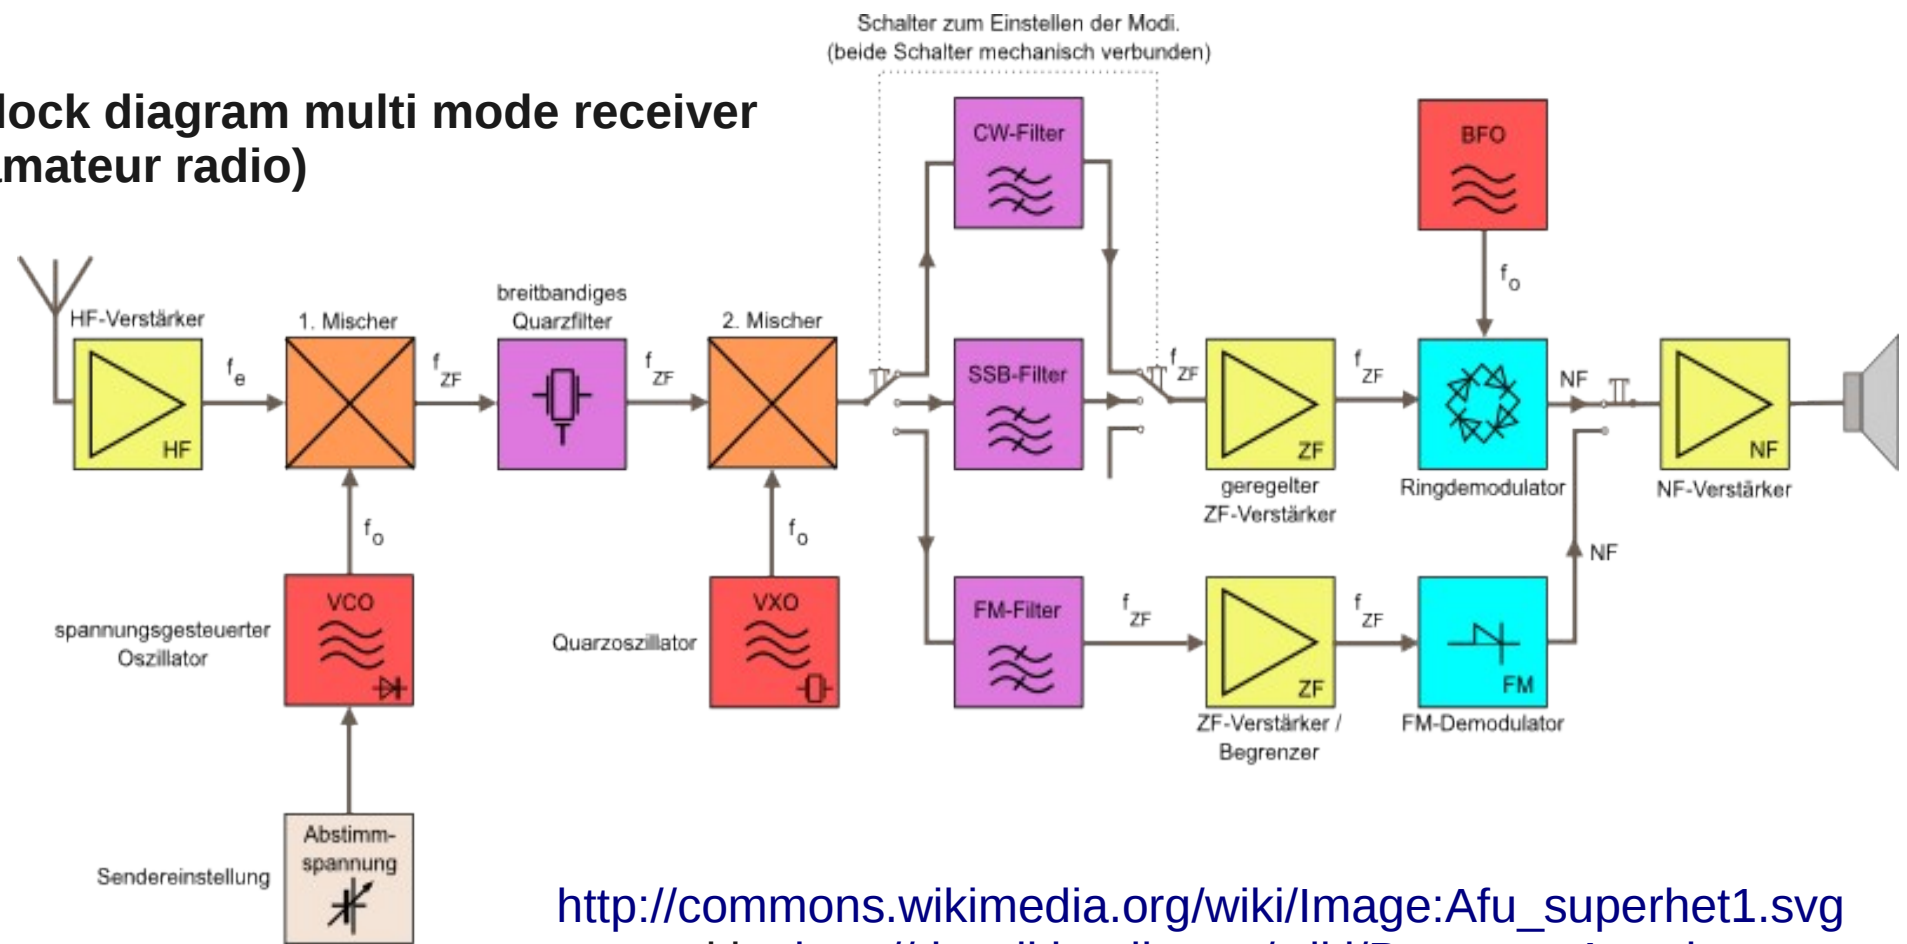 Schalter zum Einstellen der Modi.
(beide Schalter mechanisch verbunden)
lock diagram multi mode receiver
amateur radio)
CW-Filter
BFO
f o
breitbandiges
Quarzfilter
HF-Verstärker
1. Mischer
2. Mischer
HF
f e
f ZF
f ZF
SSB-Filter
f ZF
ZF
f ZF
NF
NF
geregelter
ZF-Verstärker
Ringdemodulator
NF-Verstärker
f o
f o
NF
VCO
VXO
FM-Filter
f ZF
ZF
f ZF
FM
spannungsgesteuerter
Oszillator
Quarzoszillator
ZF-Verstärker /
Begrenzer
FM-Demodulator
Abstimm-
spannung
Sendereinstellung
http://commons.wikimedia.org/wiki/Image:Afu_superhet1.svg